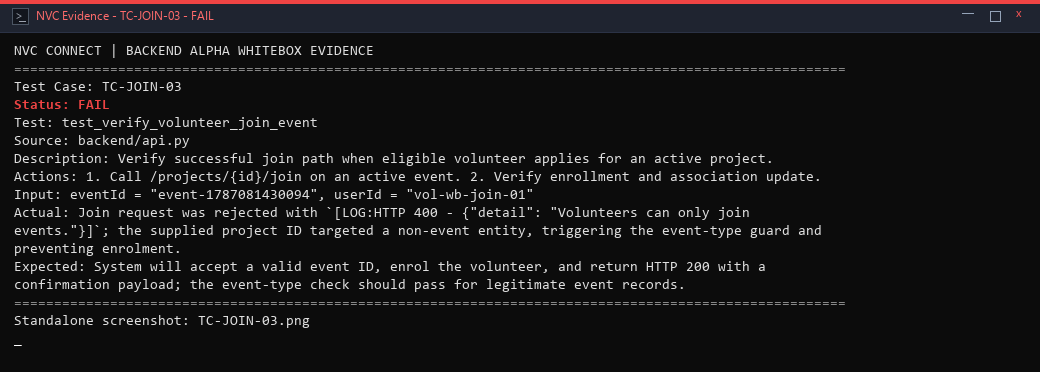 NVC Evidence - TC-JOIN-03 - FAIL
NVC CONNECT | BACKEND ALPHA WHITEBOX EVIDENCE
========================================================================================================
Test Case: TC-JOIN-03
Status: FAIL
Test: test_verify_volunteer_join_event
Source: backend/api.py
Description: Verify successful join path when eligible volunteer applies for an active project.
Actions: 1. Call /projects/{id}/join on an active event. 2. Verify enrollment and association update.
Input: eventId = "event-1787081430094", userId = "vol-wb-join-01"
Actual: Join request was rejected with `[LOG:HTTP 400 - {"detail": "Volunteers can only join
events."}]`; the supplied project ID targeted a non-event entity, triggering the event-type guard and
preventing enrolment.
Expected: System will accept a valid event ID, enrol the volunteer, and return HTTP 200 with a
confirmation payload; the event-type check should pass for legitimate event records.
========================================================================================================
Standalone screenshot: TC-JOIN-03.png
_